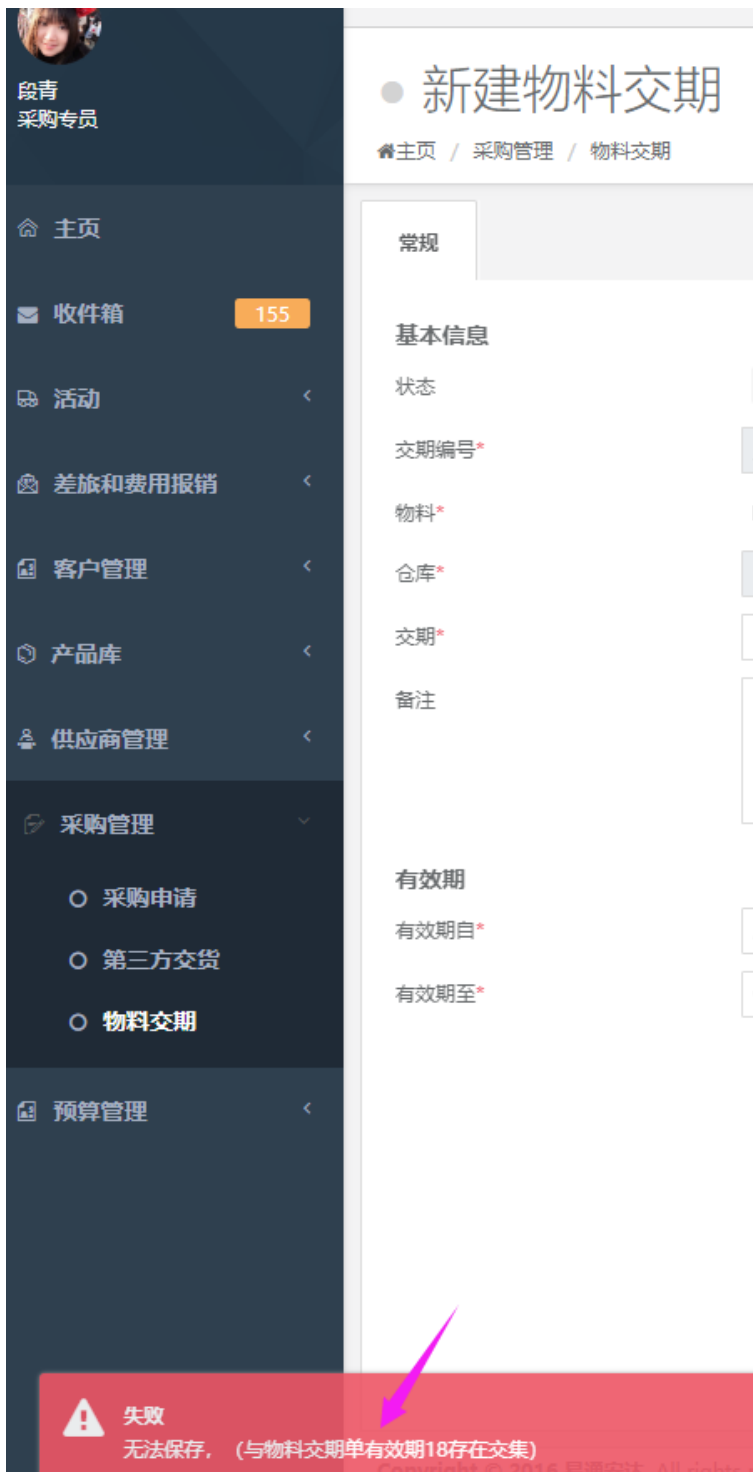 段青
采购专员
新建物料交期
主页 / 采购管理 / 物料交期
主页
收件箱 155
活动
差旅和费用报销
客户管理
产品库
供应商管理
采购管理
采购申请
第三方交货
物料交期
预算管理
常规
基本信息
状态
交期编号*
物料*
仓库*
交期*
备注
有效期
有效期自*
有效期至*
失败
无法保存，（与物料交期单有效期18存在交集）
Copyright © 2016
All rights